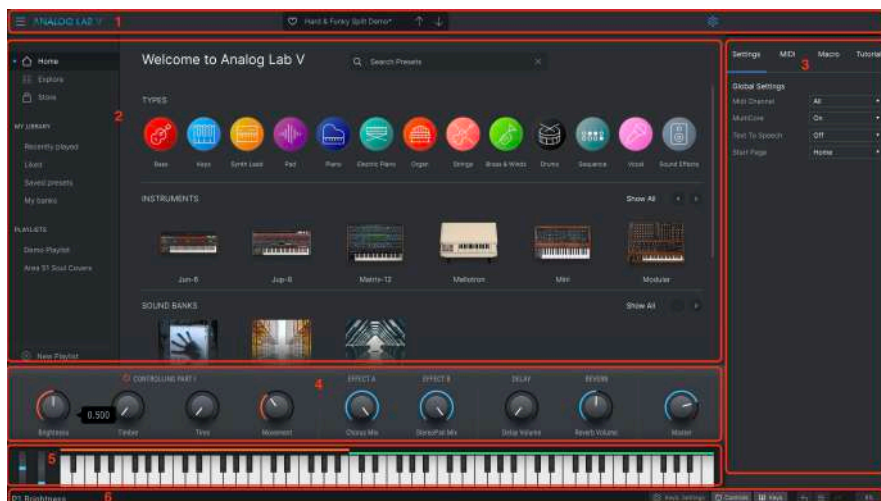 ANALOG LAB V
1
Hard & Funky Split Demo*
Home
Explore
Store
MY LIBRARY
Recently played
Likes
Saved presets
My banks
PLAYLISTS
Demo Playlist
Area 51 Soul Covers
New Playlist
2
Welcome to Analog Lab V
Search Presets
TYPES
Bass Keys Synth Lead Pad Piano Electric Piano Organ Strings Brass & Winds Drums Sequence Vocal Sound Effects
INSTRUMENTS Show All
Jun-6 Jup-8 Matrix-12 Mellotron Mini Modular
SOUND BANKS Show All
Settings MIDI Macro Tutorial
3
Global Settings
Midi Channel All
MultiCore On
Text To Speech Off
Start Page Home
CONTROLLING PART I EFFECT A EFFECT B DELAY REVERB
4
0.500
Brightness Timbre Time Movement Chorus Mix StereoPan Mix Delay Volume Reverb Volume Master
5
6
P1 Brightness
Keys Settings Controls Keys